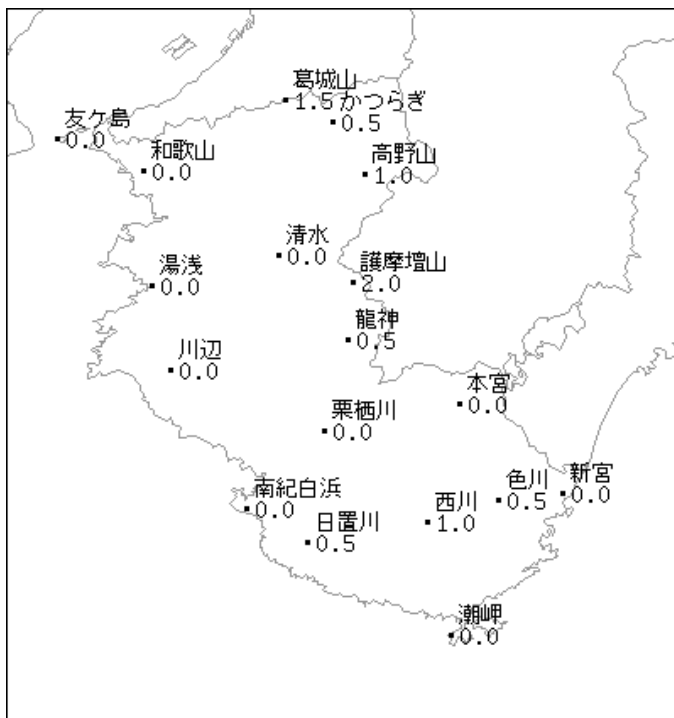 葛城山
1.5
かつらぎ
0.5
友ケ島
0.0
和歌山
0.0
高野山
1.0
清水
0.0
湯浅
0.0
護摩壇山
2.0
龍神
0.5
川辺
0.0
本宮
0.0
栗栖川
0.0
色川
0.5
新宮
0.0
南紀白浜
0.0
西川
1.0
日置川
0.5
潮岬
0.0